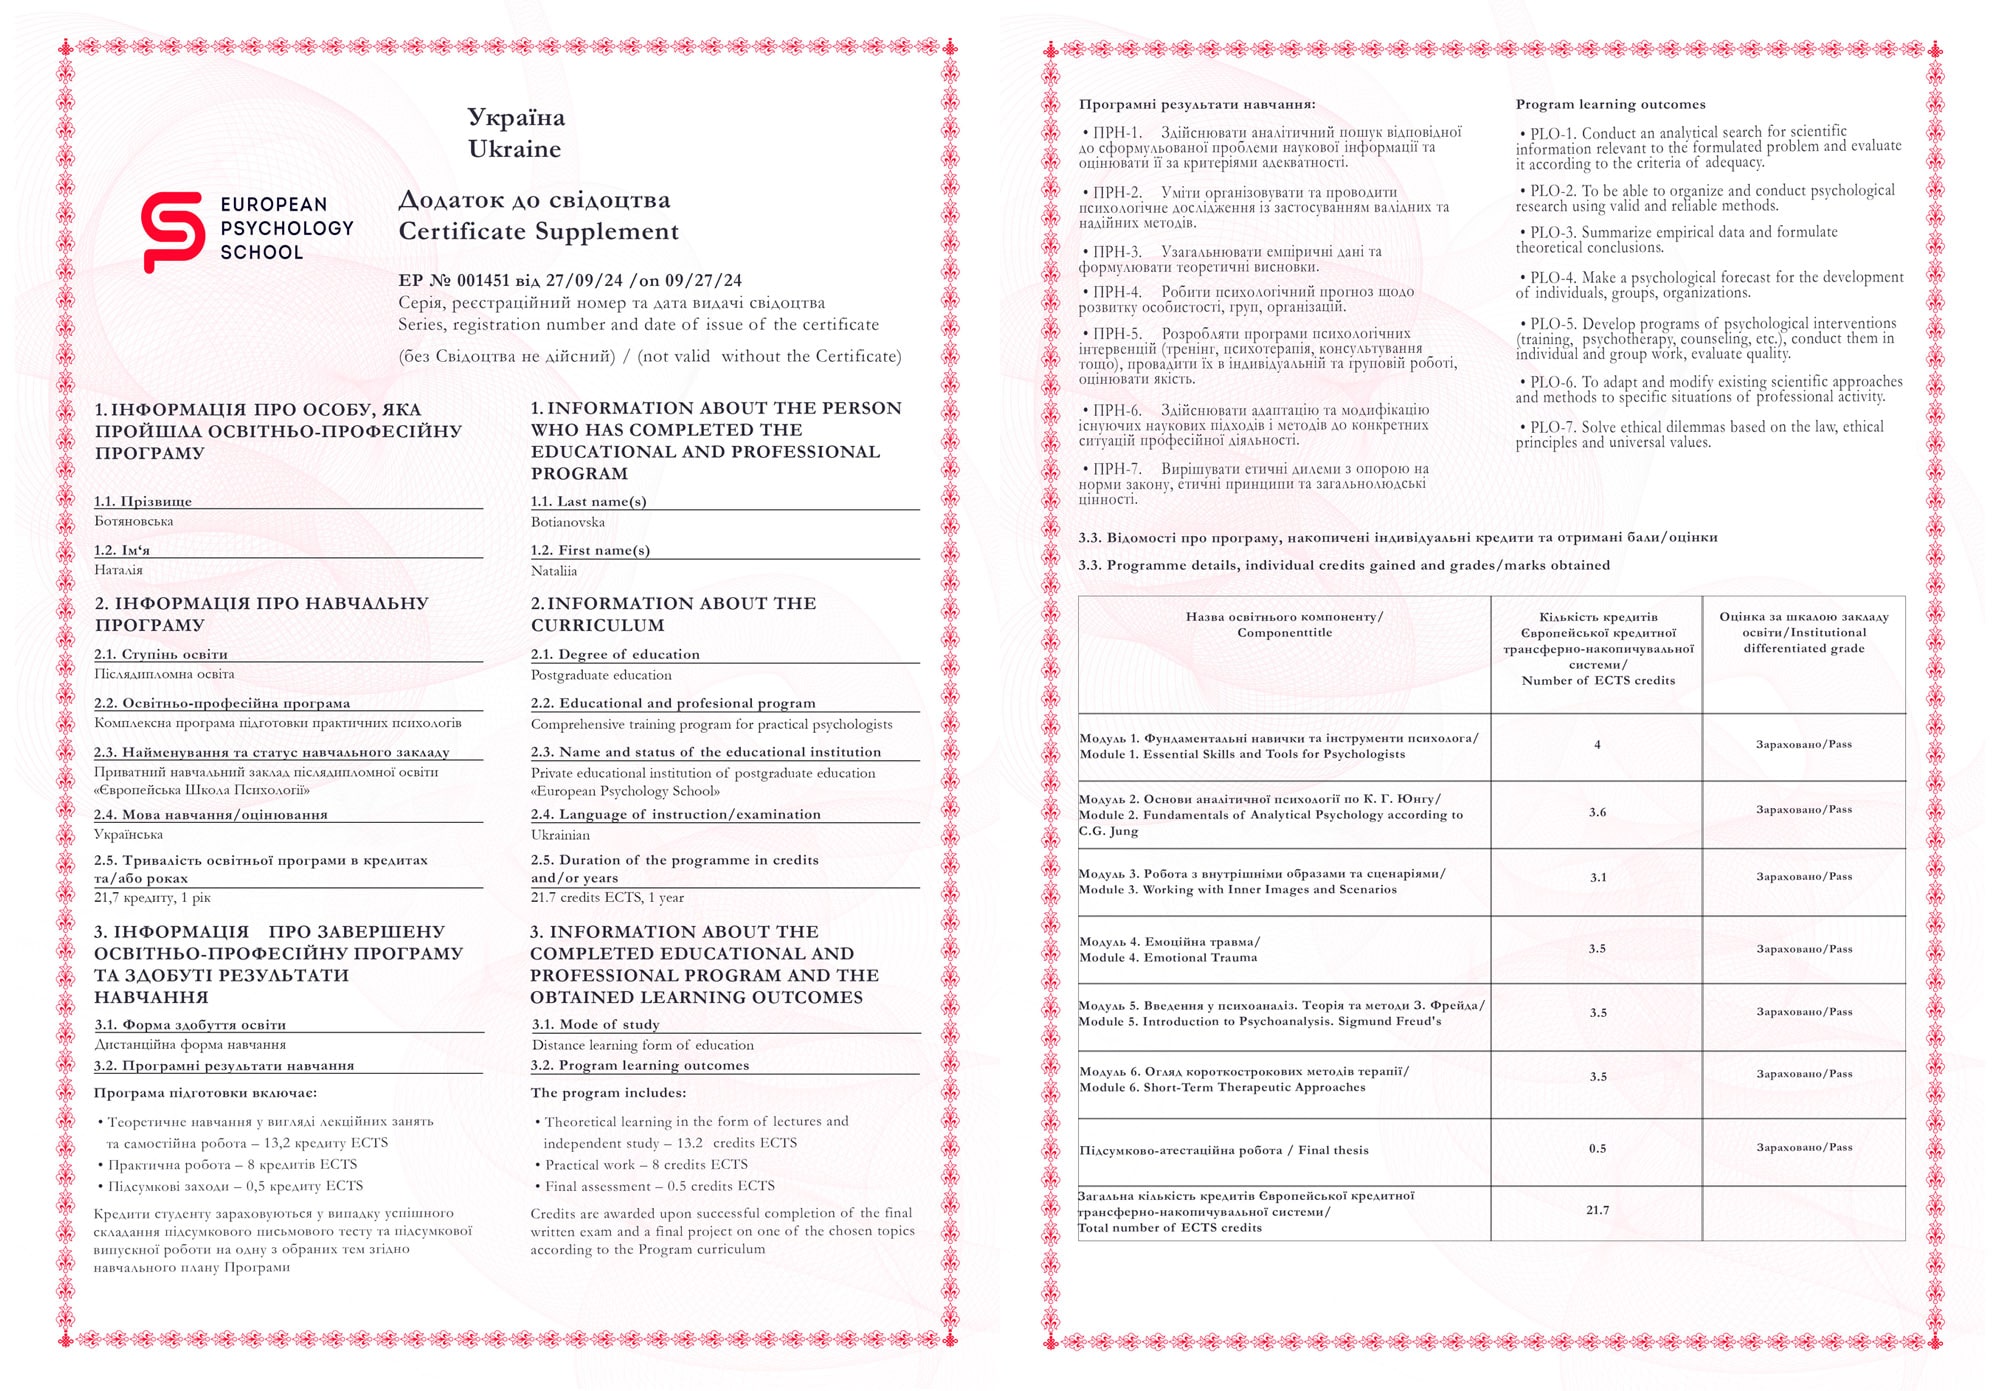 Україна
Ukraine
EUROPEAN
PSYCHOLOGY
SCHOOL
Додаток до свідоцтва
Certificate Supplement
EP № 001451 від 27/09/24 /on 09/27/24
Серія, реєстраційний номер та дата видачі свідоцтва
Series, registration number and date of issue of the certificate
(без Свідоцтва не дійсний) / (not valid without the Certificate)
1. ІНФОРМАЦІЯ ПРО ОСОБУ, ЯКА
ПРОЙШЛА ОСВІТНЬО-ПРОФЕСІЙНУ
ПРОГРАМУ
1.1. Прізвище
Ботяновська
1.2. Ім‘я
Наталія
2. ІНФОРМАЦІЯ ПРО НАВЧАЛЬНУ
ПРОГРАМУ
2.1. Ступінь освіти
Післядипломна освіта
2.2. Освітньо-професійна програма
Комплексна програма підготовки практичних психологів
2.3. Найменування та статус навчального закладу
Приватний навчальний заклад післядипломної освіти
«Європейська Школа Психології»
2.4. Мова навчання/оцінювання
Українська
2.5. Тривалість освітньої програми в кредитах
та/або роках
21,7 кредиту, 1 рік
3. ІНФОРМАЦІЯ ПРО ЗАВЕРШЕНУ
ОСВІТНЬО-ПРОФЕСІЙНУ ПРОГРАМУ
ТА ЗДОБУТІ РЕЗУЛЬТАТИ
НАВЧАННЯ
3.1. Форма здобуття освіти
Дистанційна форма навчання
3.2. Програмні результати навчання
Програма підготовки включає:
• Теоретичне навчання у вигляді лекційних занять
та самостійна робота – 13,2 кредиту ECTS
• Практична робота – 8 кредитів ECTS
• Підсумкові заходи – 0,5 кредиту ECTS
Кредити студенту зараховуються у випадку успішного
складання підсумкового письмового тесту та підсумкової
випускної роботи на одну з обраних тем згідно
навчального плану Програми
1. INFORMATION ABOUT THE PERSON
WHO HAS COMPLETED THE
EDUCATIONAL AND PROFESSIONAL
PROGRAM
1.1. Last name(s)
Botianovska
1.2. First name(s)
Nataliia
2. INFORMATION ABOUT THE
CURRICULUM
2.1. Degree of education
Postgraduate education
2.2. Educational and profesional program
Comprehensive training program for practical psychologists
2.3. Name and status of the educational institution
Private educational institution of postgraduate education
«European Psychology School»
2.4. Language of instruction/examination
Ukrainian
2.5. Duration of the programme in credits
and/or years
21.7 credits ECTS, 1 year
3. INFORMATION ABOUT THE
COMPLETED EDUCATIONAL AND
PROFESSIONAL PROGRAM AND THE
OBTAINED LEARNING OUTCOMES
3.1. Mode of study
Distance learning form of education
3.2. Program learning outcomes
The program includes:
• Theoretical learning in the form of lectures and
independent study – 13.2 credits ECTS
• Practical work – 8 credits ECTS
• Final assessment – 0.5 credits ECTS
Credits are awarded upon successful completion of the final
written exam and a final project on one of the chosen topics
according to the Program curriculum
Програмні результати навчання:
• ПРН-1. Здійснювати аналітичний пошук відповідної
до сформульованої проблеми наукової інформації та
оцінювати її за критеріями адекватності.
• ПРН-2. Уміти організовувати та проводити
психологічне дослідження із застосуванням валідних та
надійних методів.
• ПРН-3. Узагальнювати емпіричні дані та
формулювати теоретичні висновки.
• ПРН-4. Робити психологічний прогноз щодо
розвитку особистості, груп, організацій.
• ПРН-5. Розробляти програми психологічних
інтервенцій (тренінг, психотерапія, консультування
тощо), провадити їх в індивідуальній та груповій роботі,
оцінювати якість.
• ПРН-6. Здійснювати адаптацію та модифікацію
існуючих наукових підходів і методів до конкретних
ситуацій професійної діяльності.
• ПРН-7. Вирішувати етичні дилеми з опорою на
норми закону, етичні принципи та загальнолюдські
цінності.
Program learning outcomes
• PLO-1. Conduct an analytical search for scientific
information relevant to the formulated problem and evaluate
it according to the criteria of adequacy.
• PLO-2. To be able to organize and conduct psychological
research using valid and reliable methods.
• PLO-3. Summarize empirical data and formulate
theoretical conclusions.
• PLO-4. Make a psychological forecast for the development
of individuals, groups, organizations.
• PLO-5. Develop programs of psychological interventions
(training, psychotherapy, counseling, etc.), conduct them in
individual and group work, evaluate quality.
• PLO-6. To adapt and modify existing scientific approaches
and methods to specific situations of professional activity.
• PLO-7. Solve ethical dilemmas based on the law, ethical
principles and universal values.
3.3. Відомості про програму, накопичені індивідуальні кредити та отримані бали/оцінки
3.3. Programme details, individual credits gained and grades/marks obtained
Назва освітнього компоненту/
Componenttitle
Кількість кредитів
Європейської кредитної
трансферно-накопичувальної
системи/
Number of ECTS credits
Оцінка за шкалою закладу
освіти/Institutional
differentiated grade
Модуль 1. Фундаментальні навички та інструменти психолога/
Module 1. Essential Skills and Tools for Psychologists
4
Зараховано/Pass
Модуль 2. Основи аналітичної психології по К. Г. Юнгу/
Module 2. Fundamentals of Analytical Psychology according to
C.G. Jung
3.6
Зараховано/Pass
Модуль 3. Робота з внутрішніми образами та сценаріями/
Module 3. Working with Inner Images and Scenarios
3.1
Зараховано/Pass
Модуль 4. Емоційна травма/
Module 4. Emotional Trauma
3.5
Зараховано/Pass
Модуль 5. Введення у психоаналіз. Теорія та методи З. Фрейда/
Module 5. Introduction to Psychoanalysis. Sigmund Freud's
3.5
Зараховано/Pass
Модуль 6. Огляд короткострокових методів терапії/
Module 6. Short-Term Therapeutic Approaches
3.5
Зараховано/Pass
Підсумково-атестаційна робота / Final thesis
0.5
Зараховано/Pass
Загальна кількість кредитів Європейської кредитної
трансферно-накопичувальної системи/
Total number of ECTS credits
21.7